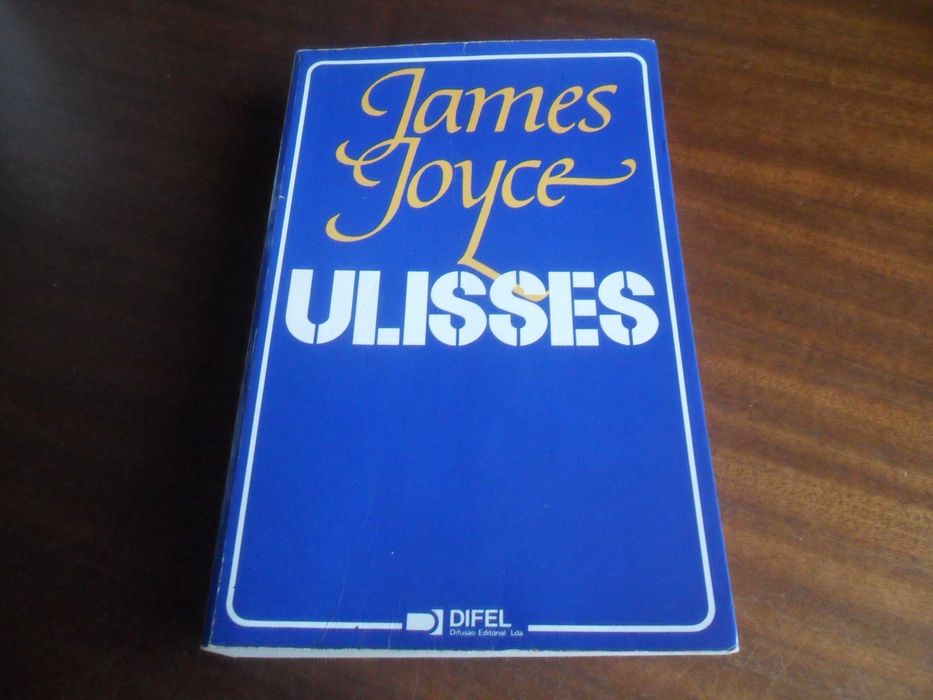 James
Joyce
ULISSES
DIFEL
Difusão Editorial, Lda